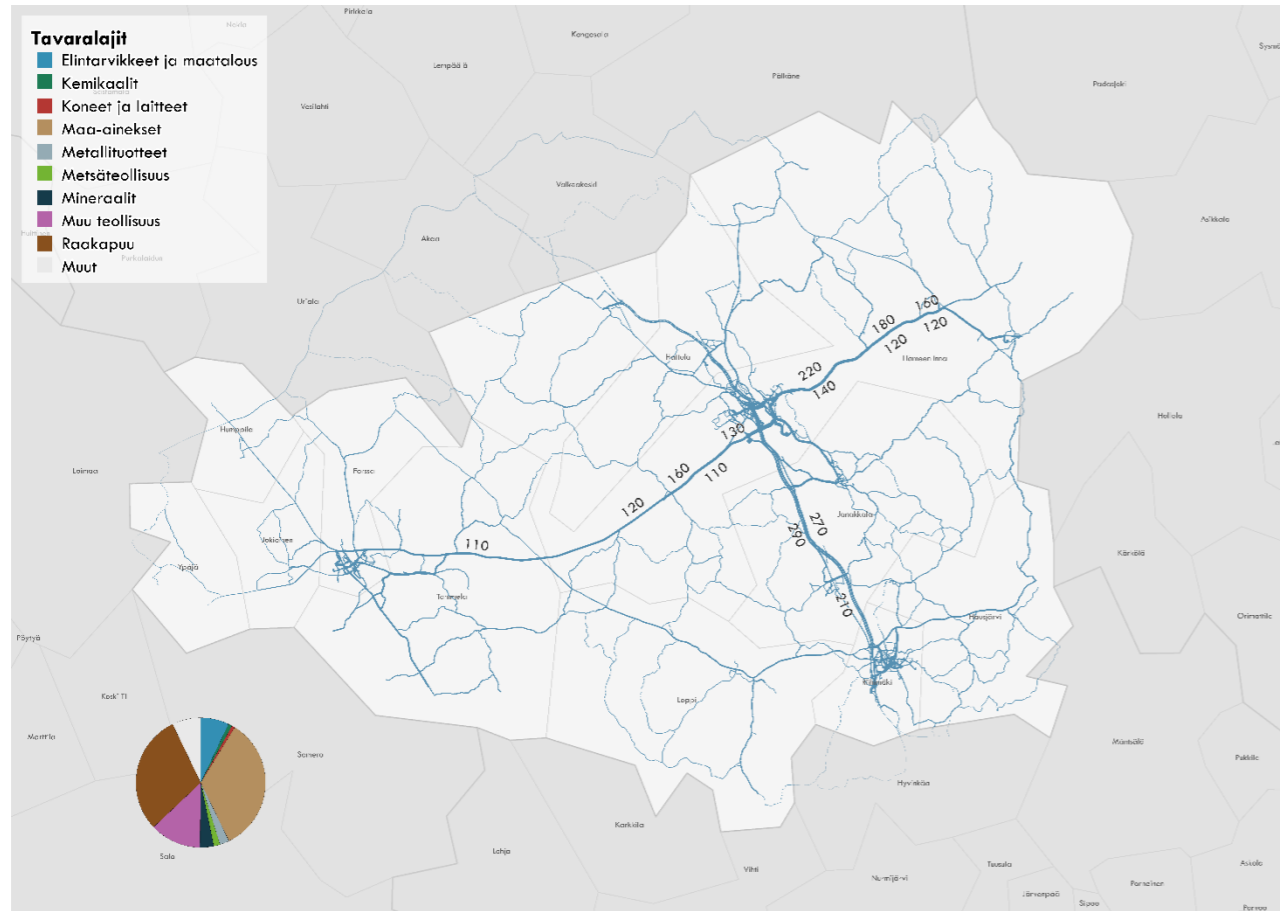 Tavaralajit
Elintarvikkeet ja maatalous
Kemikaalit
Koneet ja laitteet
Maa-ainekset
Metallituotteet
Metsäteollisuus
Mineraalit
Muu teollisuus
Raakapuu
Muut
Pirkkala
Kangasala
Lempäälä
Pälkäne
Padasjoki
Vesilahti
Valkeakoski
Akaa
Asikkala
Urjala
160
180
120
120
Hattula
Hämeenlinna
220
140
Hollola
Humppila
130
Loimaa
Forssa
160
110
120
270
Janakkala
290
Jokioinen
110
Kärkölä
Ypäjä
Tammela
210
Hausjärvi
Orimattila
Pöytyä
Riihimäki
Koski Tl
Loppi
Marttila
Somero
Mäntsälä
Pukkila
Hyvinkää
Karkkila
Salo
Lohja
Vihti
Nurmijärvi
Tuusula
Askola
Pornainen
Järvenpää
Sipoo
Porvoo